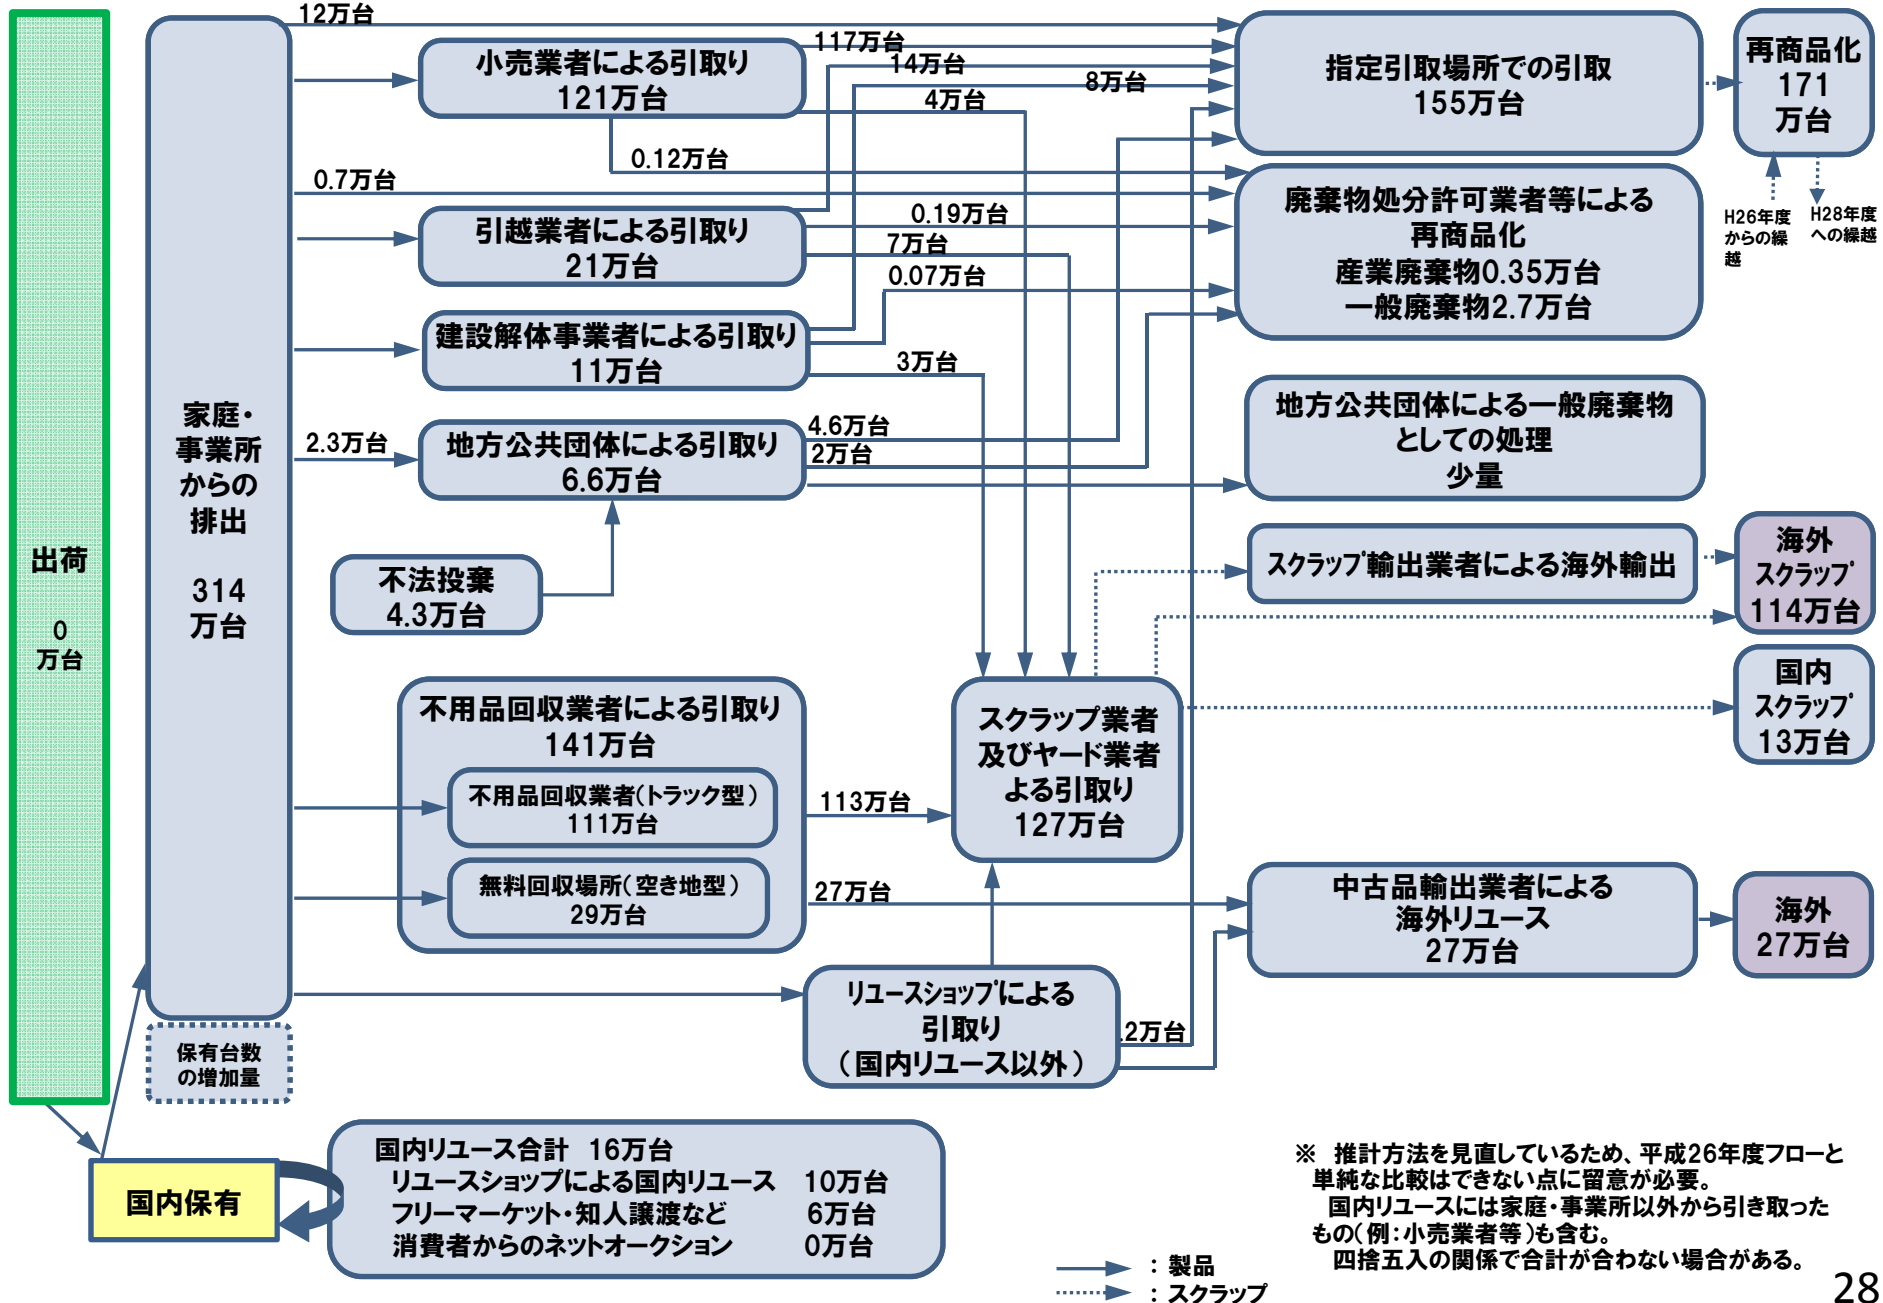 出荷
0
万台
家庭・
事業所
からの
排出
314
万台
保有台数
の増加量
国内保有
12万台
小売業者による引取り
121万台
117万台
14万台
8万台
4万台
0.12万台
0.7万台
引越業者による引取り
21万台
0.19万台
7万台
0.07万台
建設解体事業者による引取り
11万台
3万台
2.3万台
地方公共団体による引取り
6.6万台
4.6万台
2万台
不法投棄
4.3万台
不用品回収業者による引取り
141万台
不用品回収業者(トラック型)
111万台
無料回収場所(空き地型)
29万台
113万台
27万台
スクラップ業者
及びヤード業者
よる引取り
127万台
リユースショップによる
引取り
(国内リユース以外)
.2万台
指定引取場所での引取
155万台
廃棄物処分許可業者等による
再商品化
産業廃棄物0.35万台
一般廃棄物2.7万台
地方公共団体による一般廃棄物
としての処理
少量
スクラップ輸出業者による海外輸出
中古品輸出業者による
海外リユース
27万台
再商品化
171
万台
H26年度
からの繰
越
H28年度
への繰越
海外
スクラップ
114万台
国内
スクラップ
13万台
海外
27万台
国内リユース合計 16万台
リユースショップによる国内リユース 10万台
フリーマーケット・知人譲渡など 6万台
消費者からのネットオークション 0万台
※ 推計方法を見直しているため、平成26年度フローと
単純な比較はできない点に留意が必要。
国内リユースには家庭・事業所以外から引き取った
もの(例:小売業者等)も含む。
四捨五入の関係で合計が合わない場合がある。
:製品
:スクラップ
28